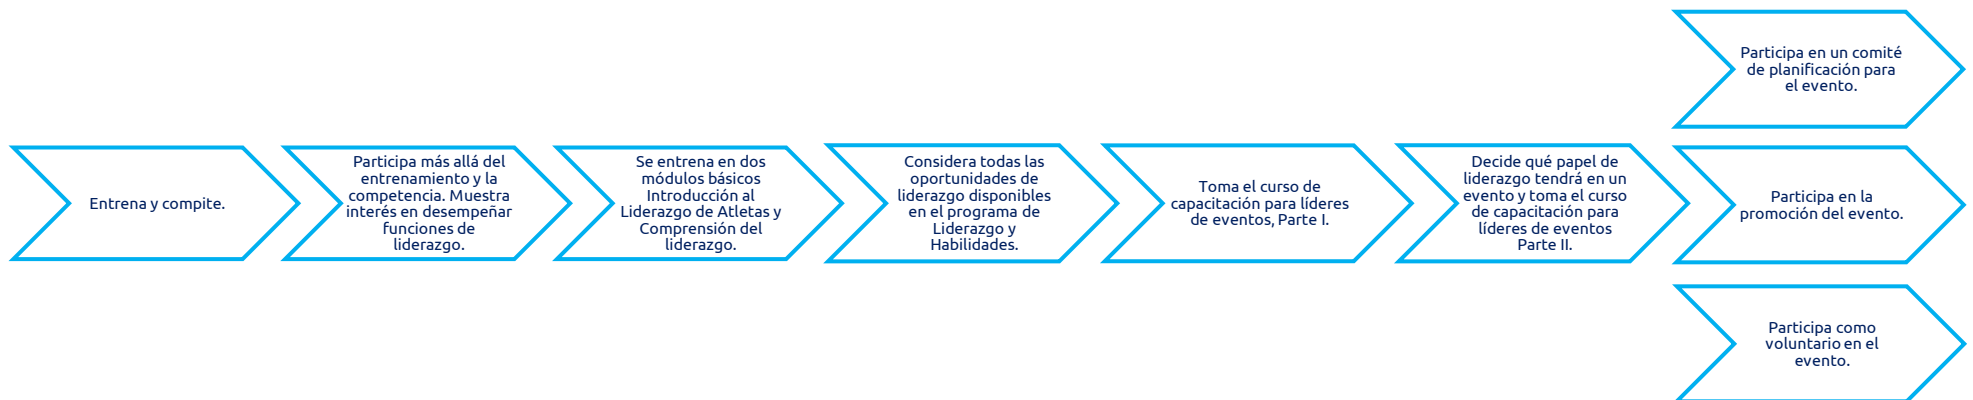 Entrena y compite.
Participa más allá del
entrenamiento y la
competencia. Muestra
interés en desempeñar
funciones de
liderazgo.
Se entrena en dos
módulos básicos
Introducción al
Liderazgo de Atletas y
Comprensión del
liderazgo.
Considera todas las
oportunidades de
liderazgo disponibles
en el programa de
Liderazgo y
Habilidades.
Toma el curso de
capacitación para líderes
de eventos, Parte I.
Decide qué papel de
liderazgo tendrá en un
evento y toma el curso
de capacitación para
líderes de eventos
Parte II.
Participa en un comité
de planificación para
el evento.
Participa en la
promoción del evento.
Participa como
voluntario en el
evento.